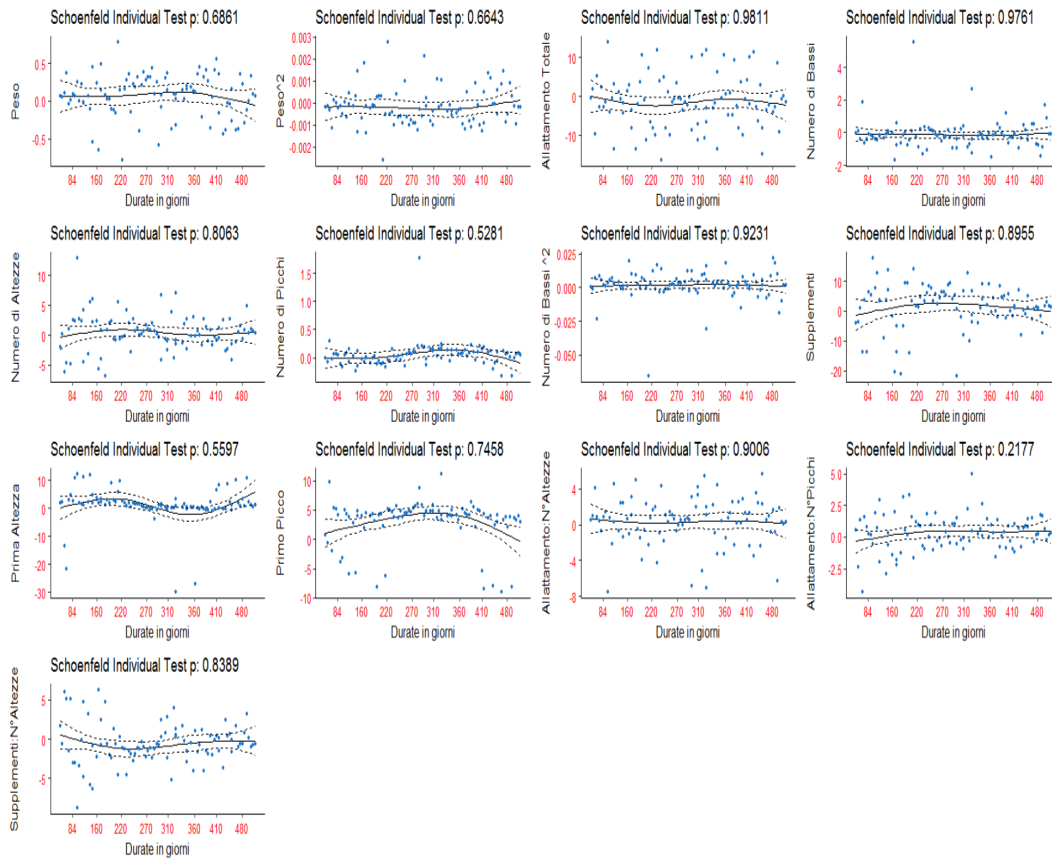 Schoenfeld Individual Test p: 0.6861
Peso
0.5
0.0
-0.5
84 160 220 270 330 360 410 480
Durate in giorni
Schoenfeld Individual Test p: 0.6643
Peso^2
0.003
0.002
0.001
0.000
-0.001
-0.002
84 160 220 270 330 360 410 480
Durate in giorni
Schoenfeld Individual Test p: 0.9811
Allattamento Totale
10
0
-10
84 160 220 270 330 360 410 480
Durate in giorni
Schoenfeld Individual Test p: 0.9761
Numero di Bassi
4
2
0
-2
84 160 220 270 330 360 410 480
Durate in giorni
Schoenfeld Individual Test p: 0.8063
Numero di Altezze
10
5
0
-5
84 160 220 270 330 360 410 480
Durate in giorni
Schoenfeld Individual Test p: 0.5281
Numero di Picchi
1.5
1.0
0.5
0.0
84 160 220 270 330 360 410 480
Durate in giorni
Schoenfeld Individual Test p: 0.9231
Numero di Bassi ^2
0.025
0.000
-0.025
-0.050
84 160 220 270 330 360 410 480
Durate in giorni
Schoenfeld Individual Test p: 0.8955
Supplementi
10
0
-10
-20
84 160 220 270 330 360 410 480
Durate in giorni
Schoenfeld Individual Test p: 0.5597
Prima Altezza
10
0
-10
-20
-30
84 160 220 270 330 360 410 480
Durate in giorni
Schoenfeld Individual Test p: 0.7458
Primo Picco
10
5
0
-5
-10
84 160 220 270 330 360 410 480
Durate in giorni
Schoenfeld Individual Test p: 0.9006
Allattamento:N°Altezze
4
0
-4
-8
84 160 220 270 330 360 410 480
Durate in giorni
Schoenfeld Individual Test p: 0.2177
Allattamento:N°Picchi
5.0
2.5
0.0
-2.5
84 160 220 270 330 360 410 480
Durate in giorni
Schoenfeld Individual Test p: 0.8389
Supplementi:N°Altezze
5
0
-5
84 160 220 270 330 360 410 480
Durate in giorni